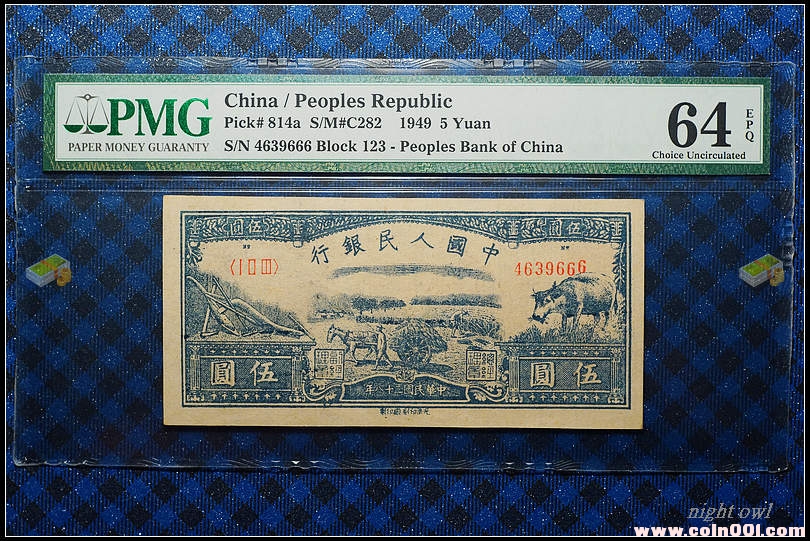 PMG
PAPER MONEY GUARANTY
China / Peoples Republic
Pick# 814a S/M#C282 1949 5 Yuan
S/N 4639666 Block 123 - Peoples Bank of China
64
EPQ
Choice Uncirculated
圓伍
圓伍
行銀民人國中
〈I II III〉
4639666
圓伍
圓伍
年八十三國民華中
night owl
www.coin001.com